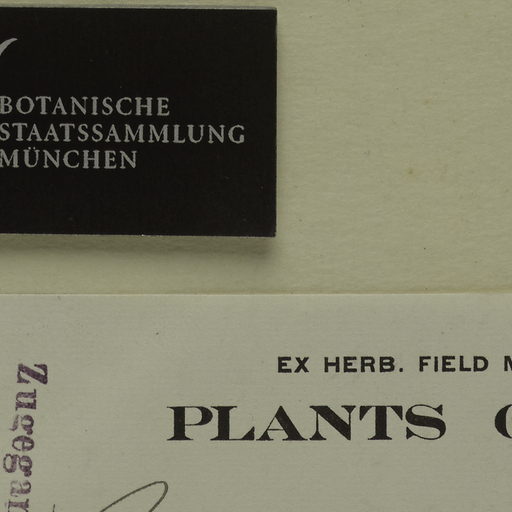 BOTANISCHE
STAATSSAMMLUNG
MÜNCHEN
EX HERB. FIELD
PLANTS